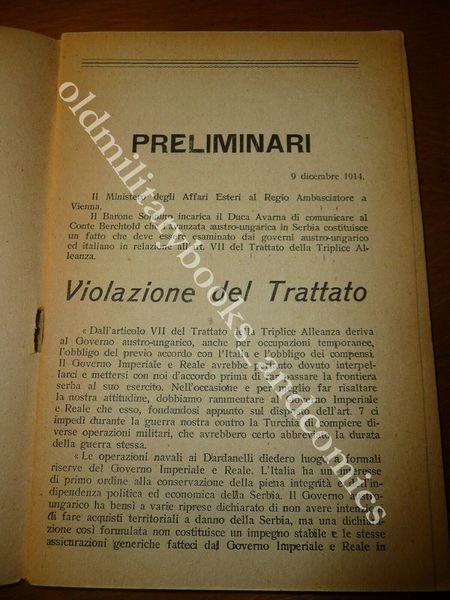 PRELIMINARI
9 dicembre 1914.
Il Ministero degli Affari Esteri al Regio Ambasciatore a
Vienna.
Il Barone Sonnino incarica il Duca Avarna di comunicare al
Conte Berchtold che l'avanzata austro-ungarica in Serbia costituisce
un fatto che deve essere esaminato dai governi austro-ungarico
ed italiano in relazione all'art. VII del Trattato della Triplice Al-
leanza.
Violazione del Trattato
« Dall'articolo VII del Trattato della Triplice Alleanza deriva
al Governo austro-ungarico, anche per occupazioni temporanee,
l'obbligo del previo accordo con l'Italia e l'obbligo dei compensi.
Il Governo Imperiale e Reale avrebbe pertanto dovuto interpel-
larci e mettersi con noi d'accordo prima di far passare la frontiera
serba al suo esercito. Nell'occasione e per meglio far risaltare
la nostra attitudine, dobbiamo rammentare al Governo Imperiale
e Reale che esso, fondandosi appunto sul disposto dell'art. 7 ci
impedì durante la guerra nostra contro la Turchia di compiere di-
verse operazioni militari, che avrebbero certo abbreviato la durata
della guerra stessa.
« Le operazioni navali ai Dardanelli diedero luogo a formali
riserve del Governo Imperiale e Reale. L'Italia ha un interesse
di primo ordine alla conservazione della piena integrità e dell'in-
dipendenza politica ed economica della Serbia. Il Governo austro-
ungarico ha bensì a varie riprese dichiarato di non avere intenzione
di fare acquisti territoriali a danno della Serbia, ma una dichiara-
zione così formulata non costituisce un impegno stabile e le stesse
assicurazioni generiche fatteci dal Governo Imperiale e Reale in
oldmilitarybooks_andcomics